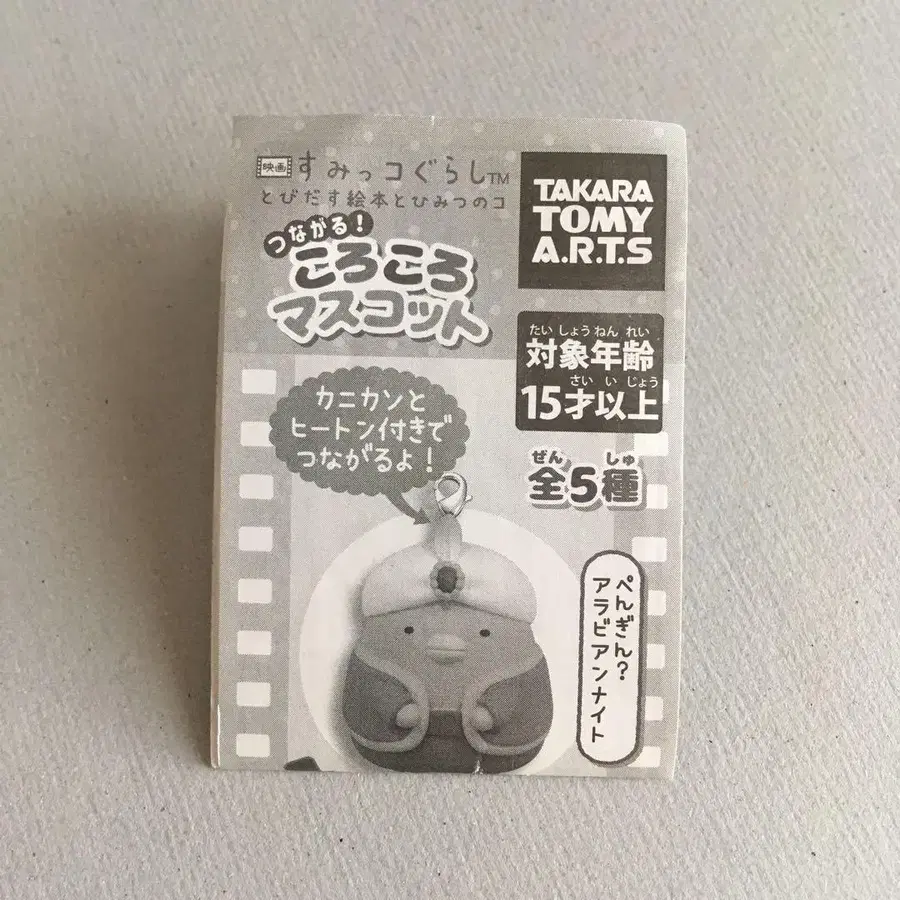 映画 すみっコぐらし™
とびだす絵本とひみつのコ
つながる!
ころころ
マスコット
TAKARA
TOMY
A.R.T.S
たいしょうねんれい
対象年齢
さいいじょう
15才以上
ぜん しゅ
全5種
カニカンと
ヒートン付きで
つながるよ!
ぺんぎん?
アラビアンナイト